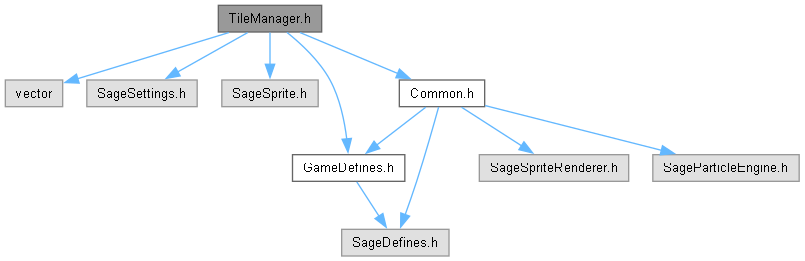 TileManager.h
vector
SageSettings.h
SageSprite.h
Common.h
GameDefines.h
SageSpriteRenderer.h
SageParticleEngine.h
SageDefines.h